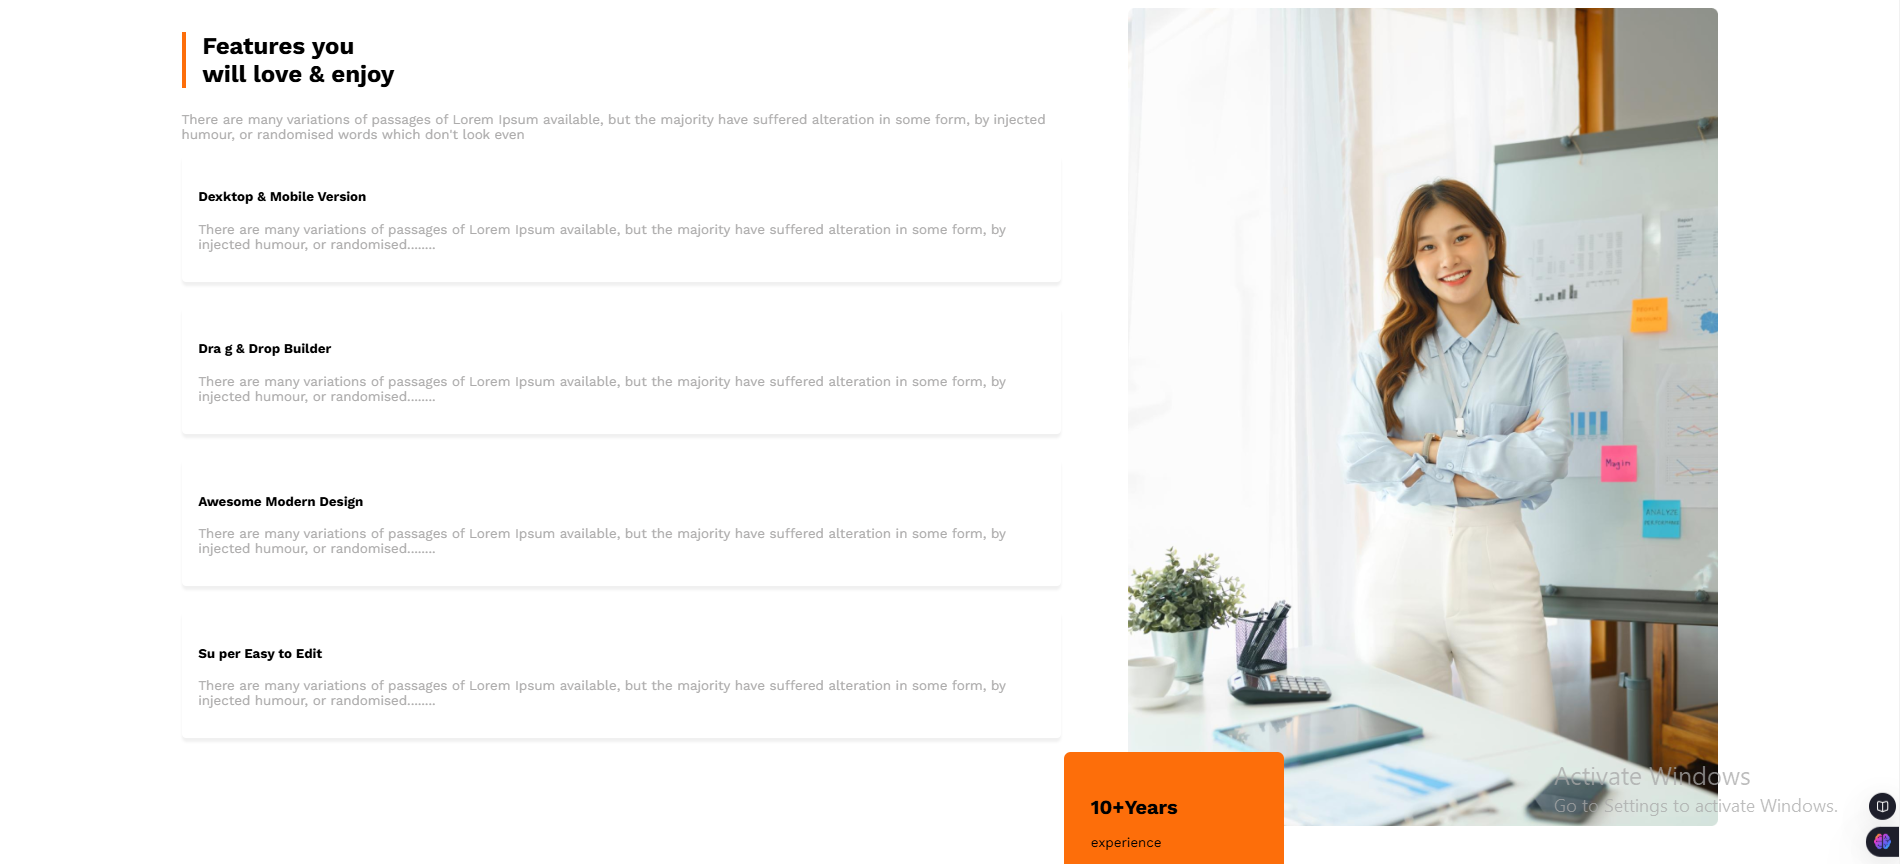 Features you
will love & enjoy
There are many variations of passages of Lorem Ipsum available, but the majority have suffered alteration in some form, by injected
humour, or randomised words which don't look even
Dexktop & Mobile Version
There are many variations of passages of Lorem Ipsum available, but the majority have suffered alteration in some form, by
injected humour, or randomised........
Dra g & Drop Builder
There are many variations of passages of Lorem Ipsum available, but the majority have suffered alteration in some form, by
injected humour, or randomised........
Awesome Modern Design
There are many variations of passages of Lorem Ipsum available, but the majority have suffered alteration in some form, by
injected humour, or randomised........
Su per Easy to Edit
There are many variations of passages of Lorem Ipsum available, but the majority have suffered alteration in some form, by
injected humour, or randomised........
ANALYZE
10+Years
experience
Activate Windows
Go to Settings to activate Windows.